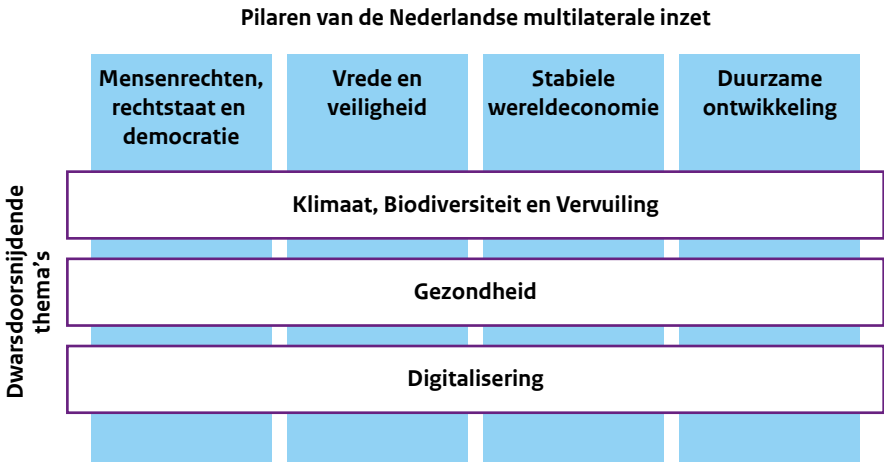 Pilaren van de Nederlandse multilaterale inzet
Mensenrechten,
rechtstaat en
democratie
Vrede en
veiligheid
Stabiele
wereldeconomie
Duurzame
ontwikkeling
Dwarsdoorsnijdende
thema's
Klimaat, Biodiversiteit en Vervuiling
Gezondheid
Digitalisering